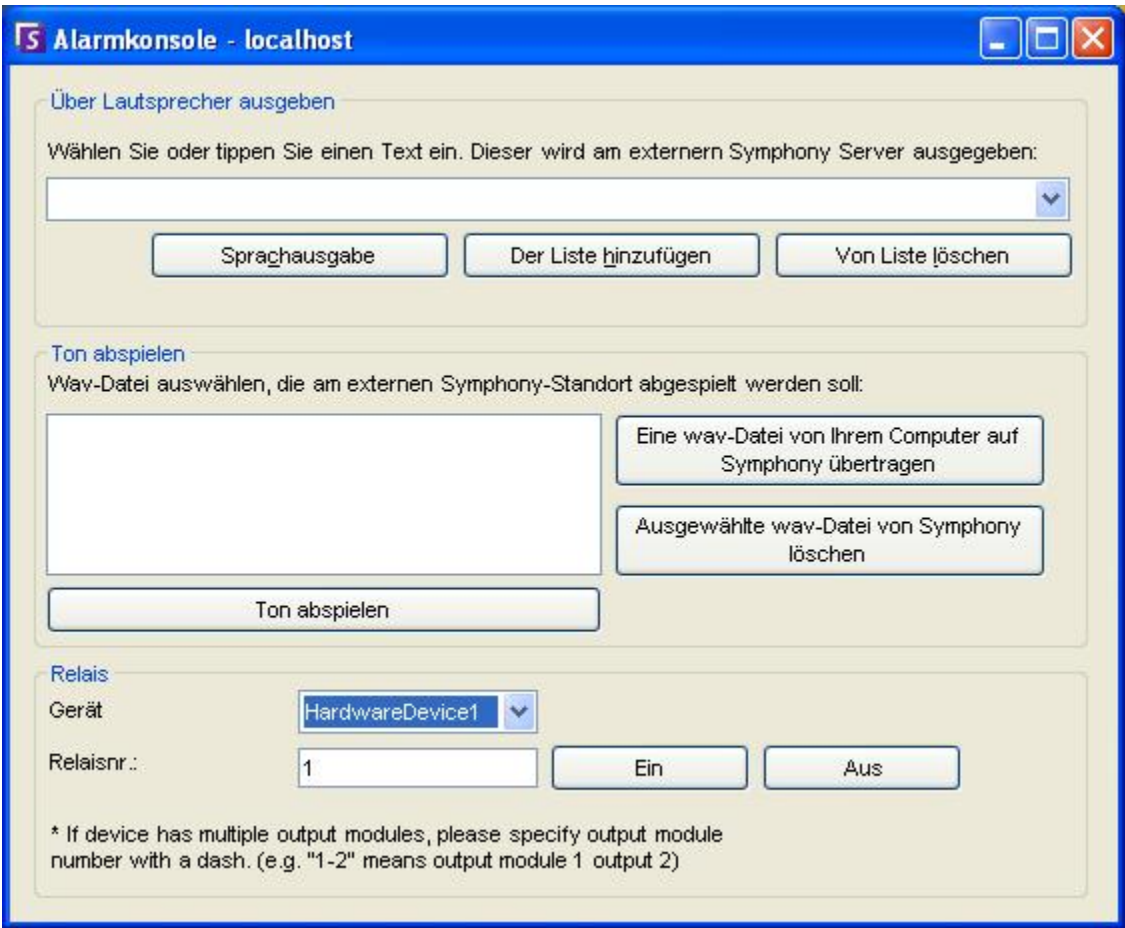 Alarmkonsole - localhost
Über Lautsprecher ausgeben
Wählen Sie oder tippen Sie einen Text ein. Dieser wird am externern Symphony Server ausgegeben:
Sprachausgabe
Der Liste hinzufügen
Von Liste löschen
Ton abspielen
Wav-Datei auswählen, die am externen Symphony-Standort abgespielt werden soll:
Eine wav-Datei von Ihrem Computer auf
Symphony übertragen
Ausgewählte wav-Datei von Symphony
löschen
Ton abspielen
Relais
Gerät
HardwareDevice1
Relaisnr.:
1
Ein
Aus
* If device has multiple output modules, please specify output module
number with a dash. (e.g. "1-2" means output module 1 output 2)